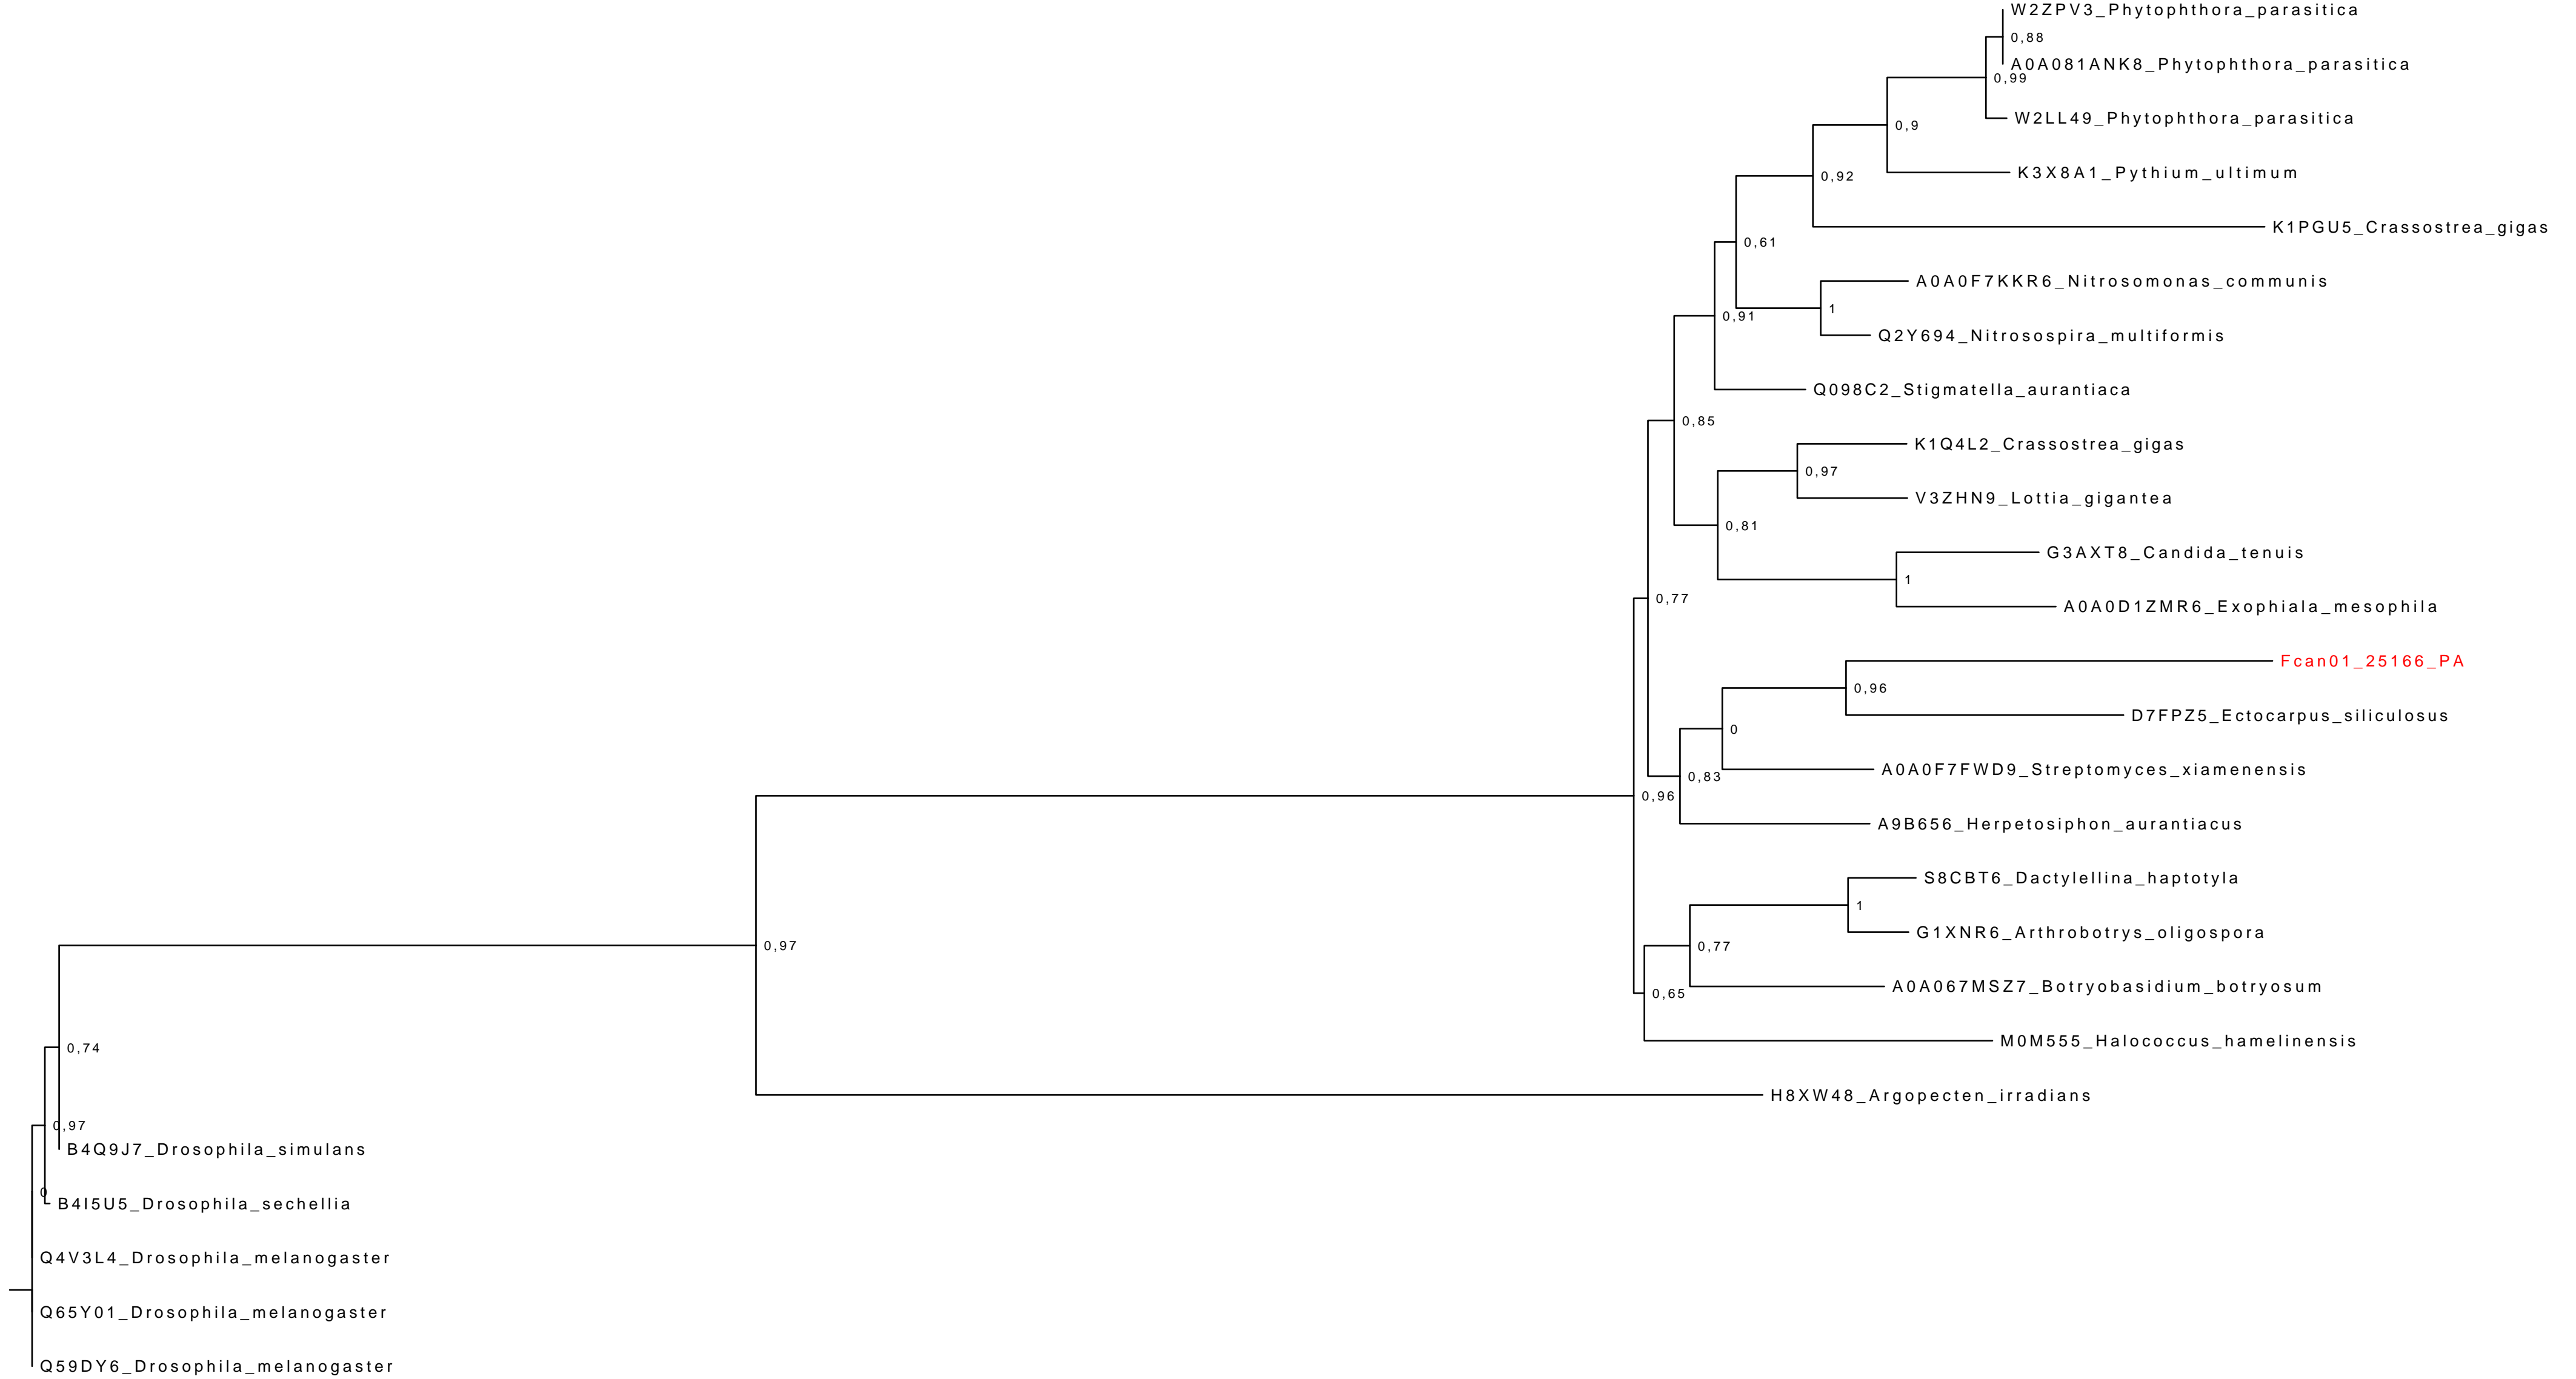 W2ZPV3_Phytophthora_parasitica
0,88
A0A081ANK8_Phytophthora_parasitica
0,99
W2LL49_Phytophthora_parasitica
0,9
K3X8A1_Pythium_ultimum
0,92
K1PGU5_Crassostrea_gigas
0,61
A0A0F7KKR6_Nitrosomonas_communis
1
0,91
Q2Y694_Nitrosospira_multiformis
Q098C2_Stigmatella_aurantiaca
0,85
K1Q4L2_Crassostrea_gigas
0,97
V3ZHN9_Lottia_gigantea
0,81
G3AXT8_Candida_tenuis
1
0,77
A0A0D1ZMR6_Exophiala_mesophila
Fcan01_25166_PA
0,96
D7FPZ5_Ectocarpus_siliculosus
0
A0A0F7FWD9_Streptomyces_xiamenensis
0,83
0,96
A9B656_Herpetosiphon_aurantiacus
S8CBT6_Dactylellina_haptotyla
1
G1XNR6_Arthrobotrys_oligospora
0,97
0,77
A0A067MSZ7_Botryobasidium_botryosum
0,65
M0M555_Halococcus_hamelinensis
0,74
H8XW48_Argopecten_irradians
0,97
B4Q9J7_Drosophila_simulans
0
B4I5U5_Drosophila_sechellia
Q4V3L4_Drosophila_melanogaster
Q65Y01_Drosophila_melanogaster
Q59DY6_Drosophila_melanogaster